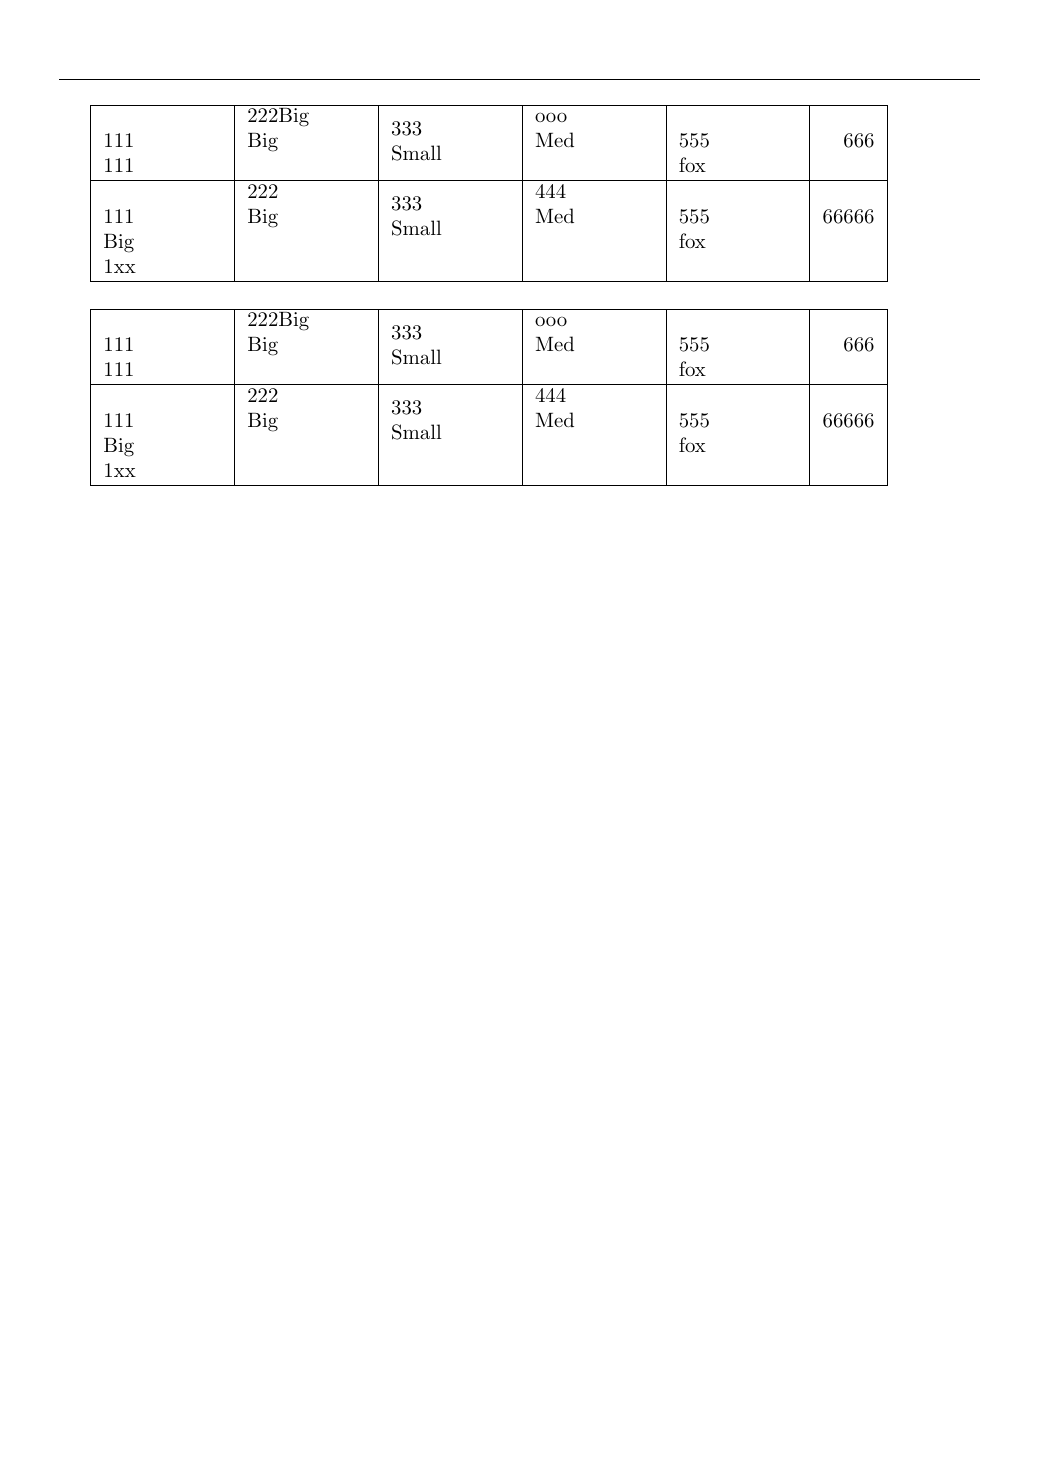 111
111
222Big
Big
333
Small
ooo
Med
555
fox
666
111
Big
1xx
222
Big
333
Small
444
Med
555
fox
66666
111
111
222Big
Big
333
Small
ooo
Med
555
fox
666
111
Big
1xx
222
Big
333
Small
444
Med
555
fox
66666